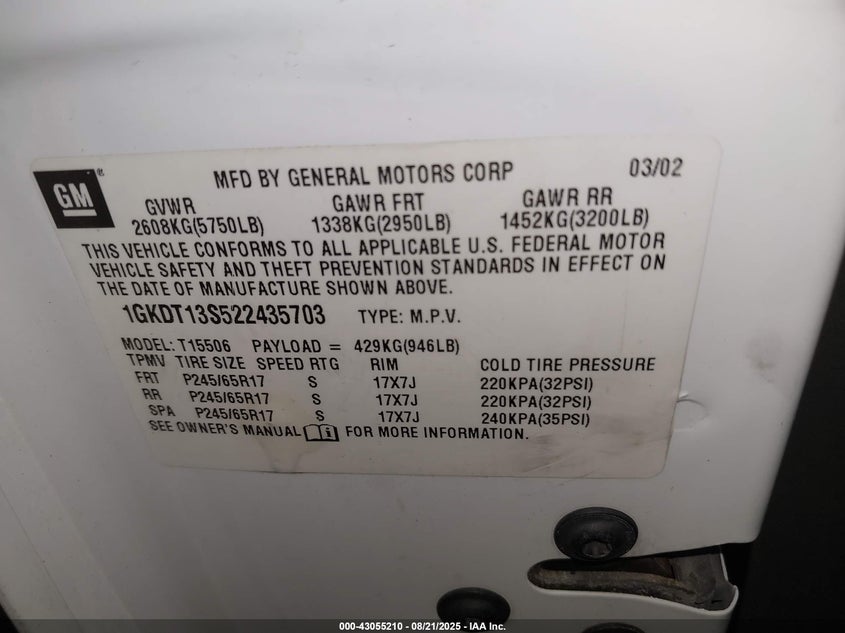 GM
MFD BY GENERAL MOTORS CORP 03/02
GVWR GAWR FRT GAWR RR
2608KG(5750LB) 1338KG(2950LB) 1452KG(3200LB)
THIS VEHICLE CONFORMS TO ALL APPLICABLE U.S. FEDERAL MOTOR
VEHICLE SAFETY AND THEFT PREVENTION STANDARDS IN EFFECT ON
THE DATE OF MANUFACTURE SHOWN ABOVE.
1GKDT13S522435703 TYPE: M.P.V.
MODEL: T15506 PAYLOAD = 429KG(946LB)
TPMV TIRE SIZE SPEED RTG RIM COLD TIRE PRESSURE
FRT P245/65R17 S 17X7J 220KPA(32PSI)
RR P245/65R17 S 17X7J 220KPA(32PSI)
SPA P245/65R17 S 17X7J 240KPA(35PSI)
SEE OWNER'S MANUAL FOR MORE INFORMATION.
000-43055210 - 08/21/2025 - IAA Inc.